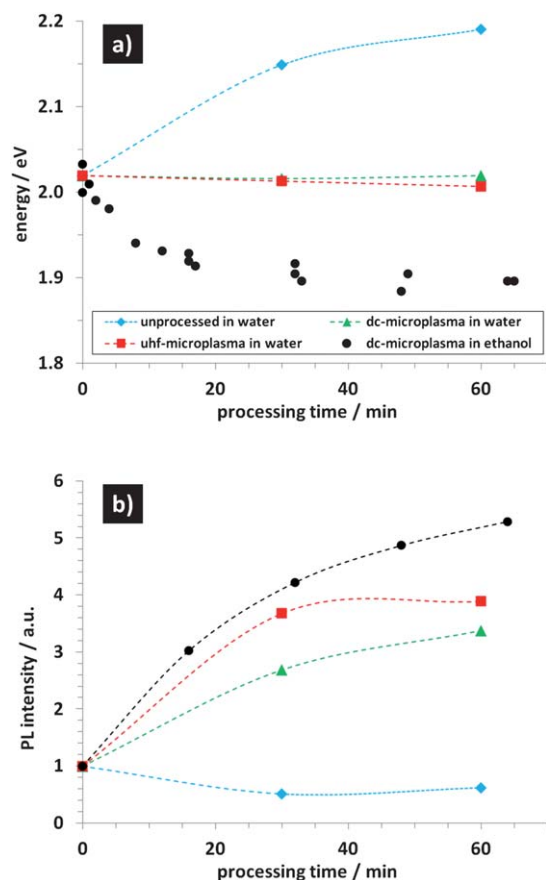 a)
2.2
2.1
2.0
1.9
1.8
energy / eV
unprocessed in water
dc-microplasma in water
uhf-microplasma in water
dc-microplasma in ethanol
0 20 40 60
processing time / min
b)
6
5
4
3
2
1
0
PL intensity / a.u.
0 20 40 60
processing time / min